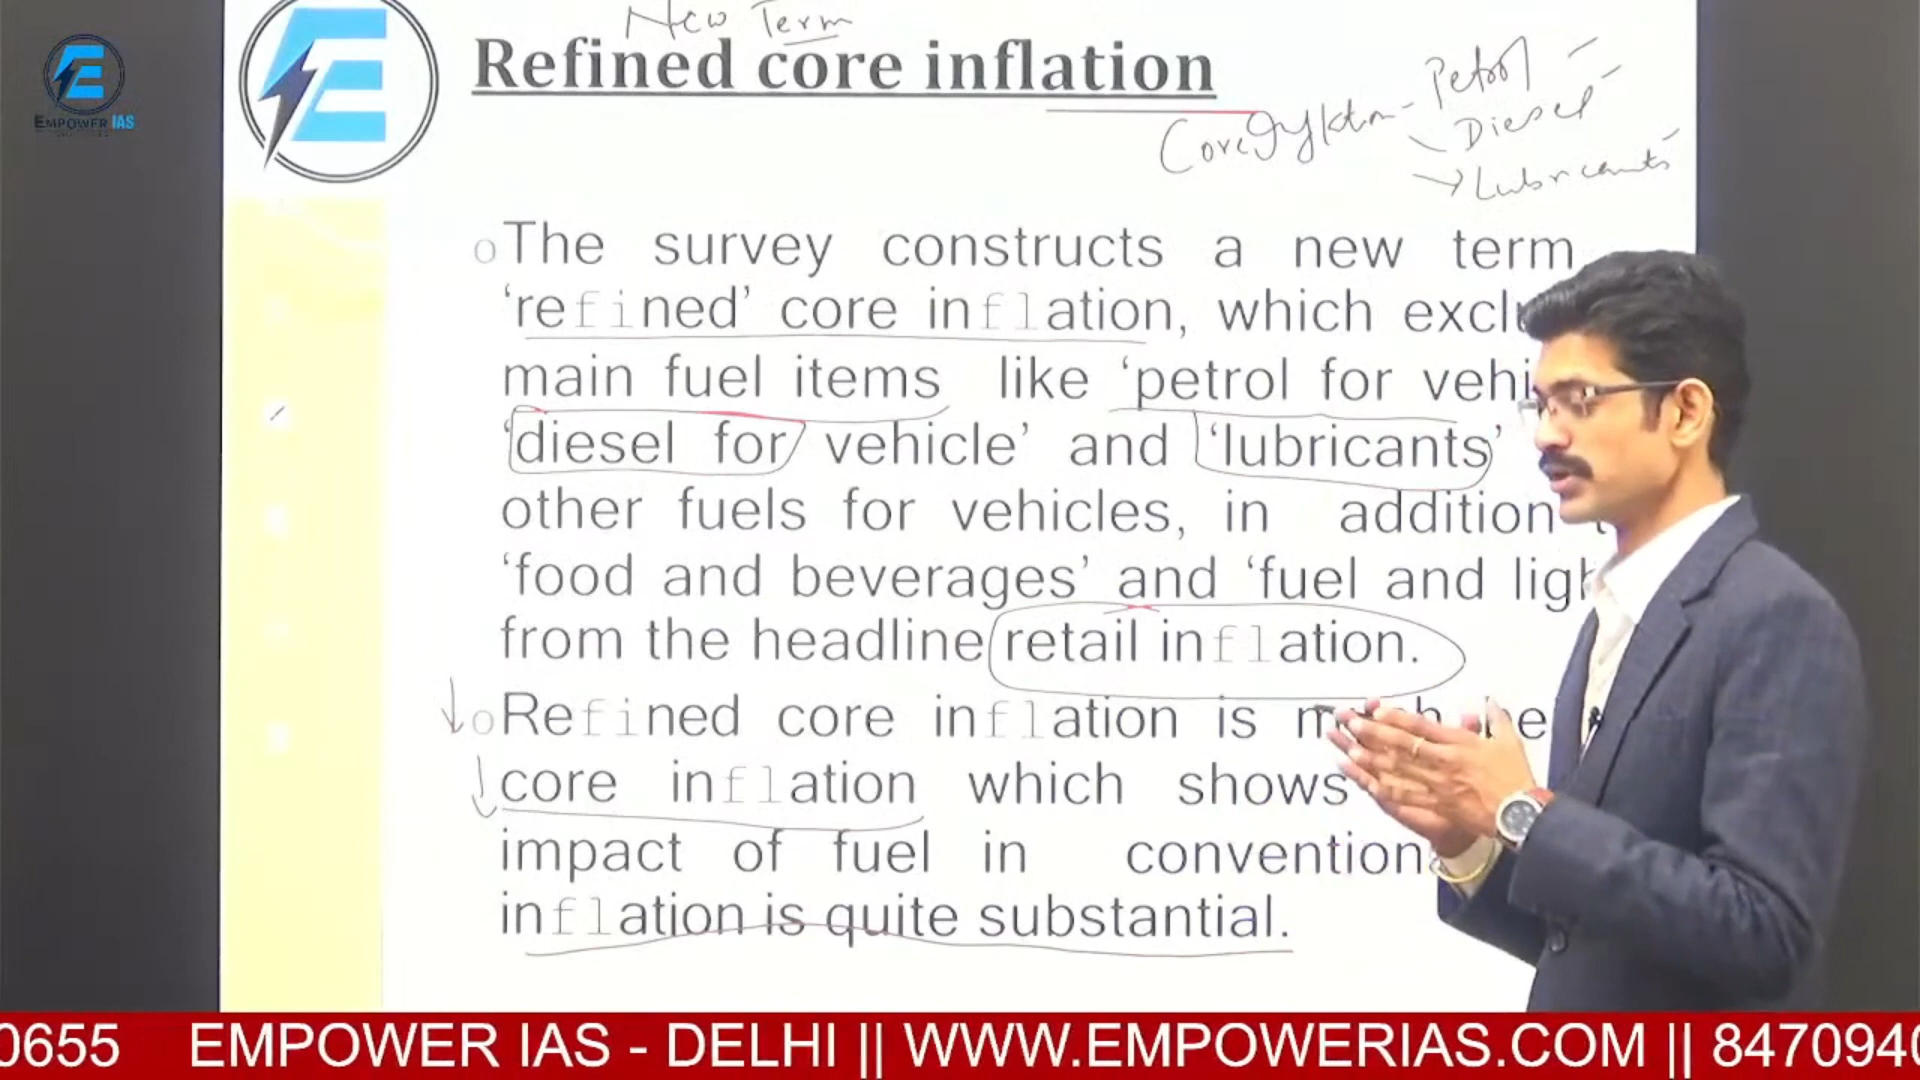 EMPOWER IAS
New Term
Refined core inflation
Core Inflation - Petrol
Diesel
Lubricants
The survey constructs a new term
‘refined’ core inflation, which exclu
main fuel items like ‘petrol for vehi
‘diesel for vehicle’ and ‘lubricants’
other fuels for vehicles, in addition
‘food and beverages’ and ‘fuel and ligh
from the headline retail inflation.
Refined core inflation is
core inflation which shows
impact of fuel in convention
inflation is quite substantial.
0655 EMPOWER IAS - DELHI || WWW.EMPOWERIAS.COM || 8470940